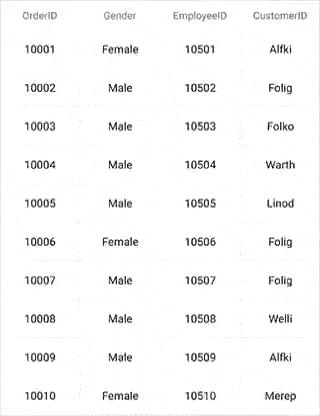 OrderID Gender EmployeeID CustomerID
10001 Female 10501 Alfki
10002 Male 10502 Folig
10003 Male 10503 Folko
10004 Male 10504 Warth
10005 Male 10505 Linod
10006 Female 10506 Folig
10007 Male 10507 Folig
10008 Male 10508 Welli
10009 Male 10509 Alfki
10010 Female 10510 Merep